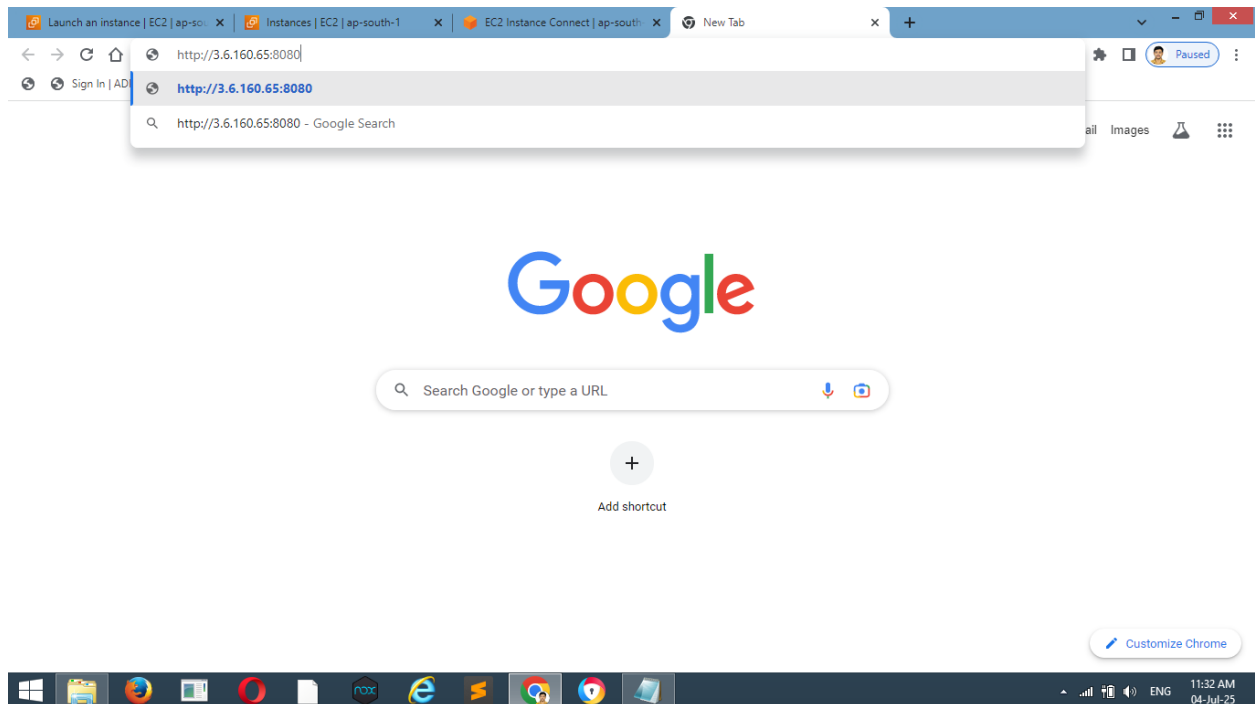 Launch an instance | EC2 | ap-sou
Instances | EC2 | ap-south-1
EC2 Instance Connect | ap-south-
New Tab
http://3.6.160.65:8080
Paused
Sign In | AD
http://3.6.160.65:8080
http://3.6.160.65:8080 - Google Search
ail Images
Google
Search Google or type a URL
Add shortcut
Customize Chrome
nox
ENG
11:32 AM
04-Jul-25